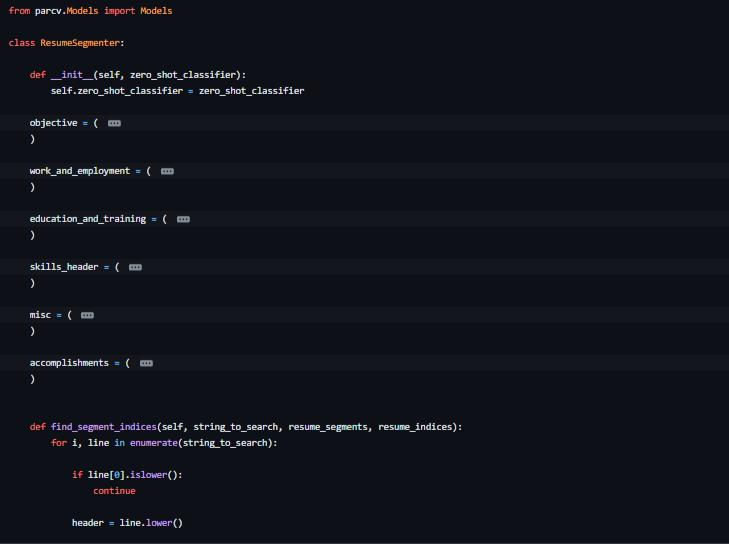 from parcv.Models import Models
class ResumeSegmenter:
def __init__(self, zero_shot_classifier):
self.zero_shot_classifier = zero_shot_classifier
objective = ( ...
)
work_and_employment = ( ...
)
education_and_training = ( ...
)
skills_header = ( ...
)
misc = ( ...
)
accomplishments = ( ...
)
def find_segment_indices(self, string_to_search, resume_segments, resume_indices):
for i, line in enumerate(string_to_search):
if line[0].islower():
continue
header = line.lower()